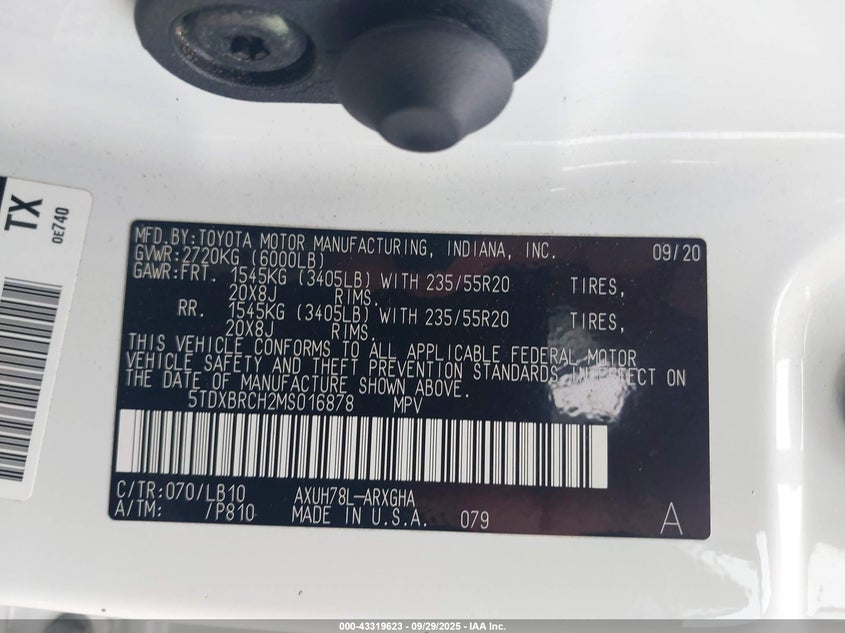 TX
0E740
MFD.BY:TOYOTA MOTOR MANUFACTURING, INDIANA, INC. 09/20
GVWR:2720KG (6000LB)
GAWR:FRT. 1545KG (3405LB) WITH 235/55R20 TIRES,
20X8J RIMS.
RR. 1545KG (3405LB) WITH 235/55R20 TIRES,
20X8J RIMS.
THIS VEHICLE CONFORMS TO ALL APPLICABLE FEDERAL MOTOR
VEHICLE SAFETY AND THEFT PREVENTION STANDARDS IN EFFECT ON
THE DATE OF MANUFACTURE SHOWN ABOVE.
5TDXBRCH2MS016878 MPV
C/TR:070/LB10 AXUH78L-ARXGHA
A/TM: /P810 MADE IN U.S.A. 079
A
000-43319623 - 09/29/2025 - IAA Inc.